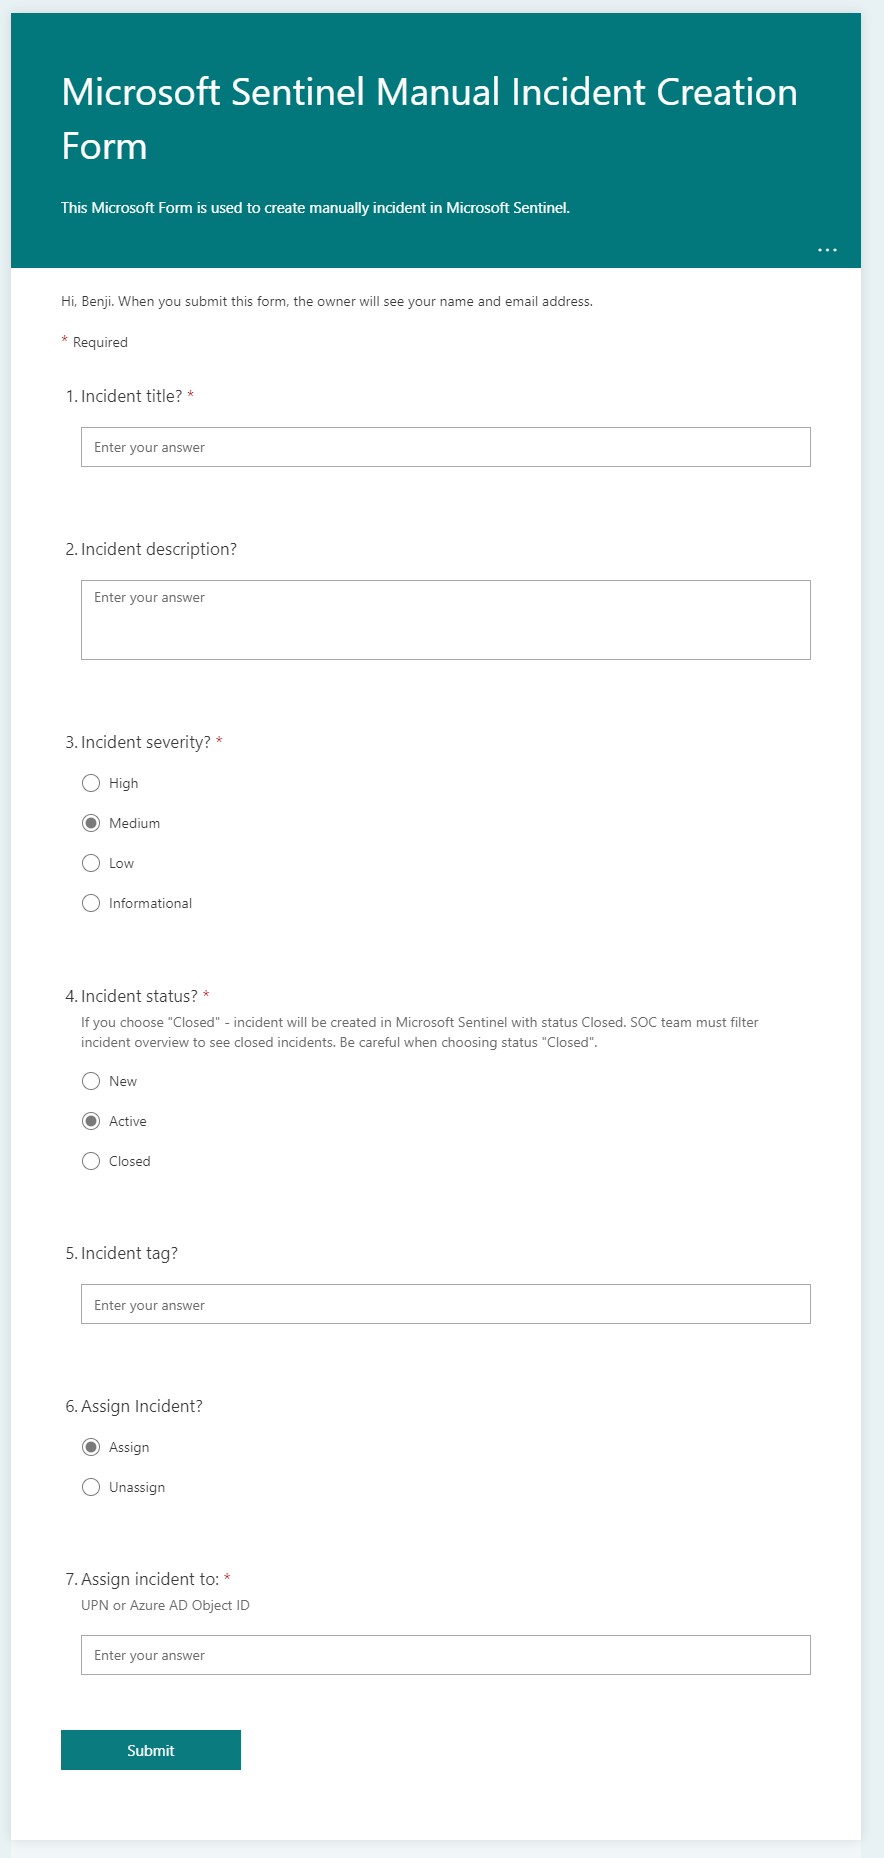 Microsoft Sentinel Manual Incident Creation
Form
This Microsoft Form is used to create manually incident in Microsoft Sentinel.
...
Hi, Benji. When you submit this form, the owner will see your name and email address.
* Required
1. Incident title? *
Enter your answer
2. Incident description?
Enter your answer
3. Incident severity? *
High
Medium
Low
Informational
4. Incident status? *
If you choose "Closed" - incident will be created in Microsoft Sentinel with status Closed. SOC team must filter
incident overview to see closed incidents. Be careful when choosing status "Closed".
New
Active
Closed
5. Incident tag?
Enter your answer
6. Assign Incident?
Assign
Unassign
7. Assign incident to: *
UPN or Azure AD Object ID
Enter your answer
Submit